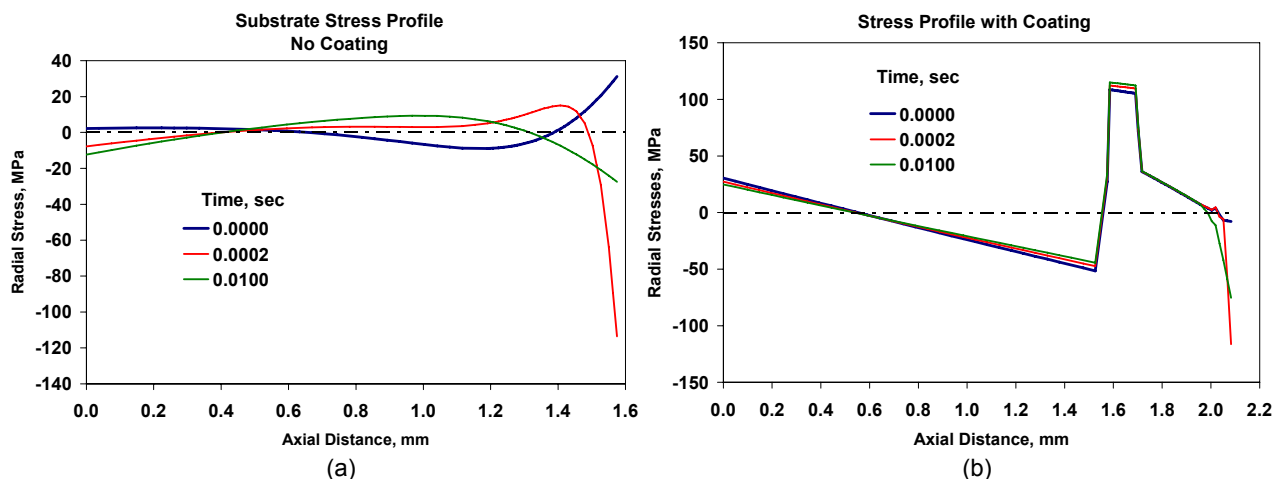 Substrate Stress Profile
No Coating
40
20
0
-20
-40
-60
-80
-100
-120
-140
Radial Stress, MPa
Time, sec
0.0000
0.0002
0.0100
0.0 0.2 0.4 0.6 0.8 1.0 1.2 1.4 1.6
Axial Distance, mm
(a)
Stress Profile with Coating
150
100
50
0
-50
-100
-150
Radial Stresses, MPa
Time, sec
0.0000
0.0002
0.0100
0.0 0.2 0.4 0.6 0.8 1.0 1.2 1.4 1.6 1.8 2.0 2.2
Axial Distance, mm
(b)